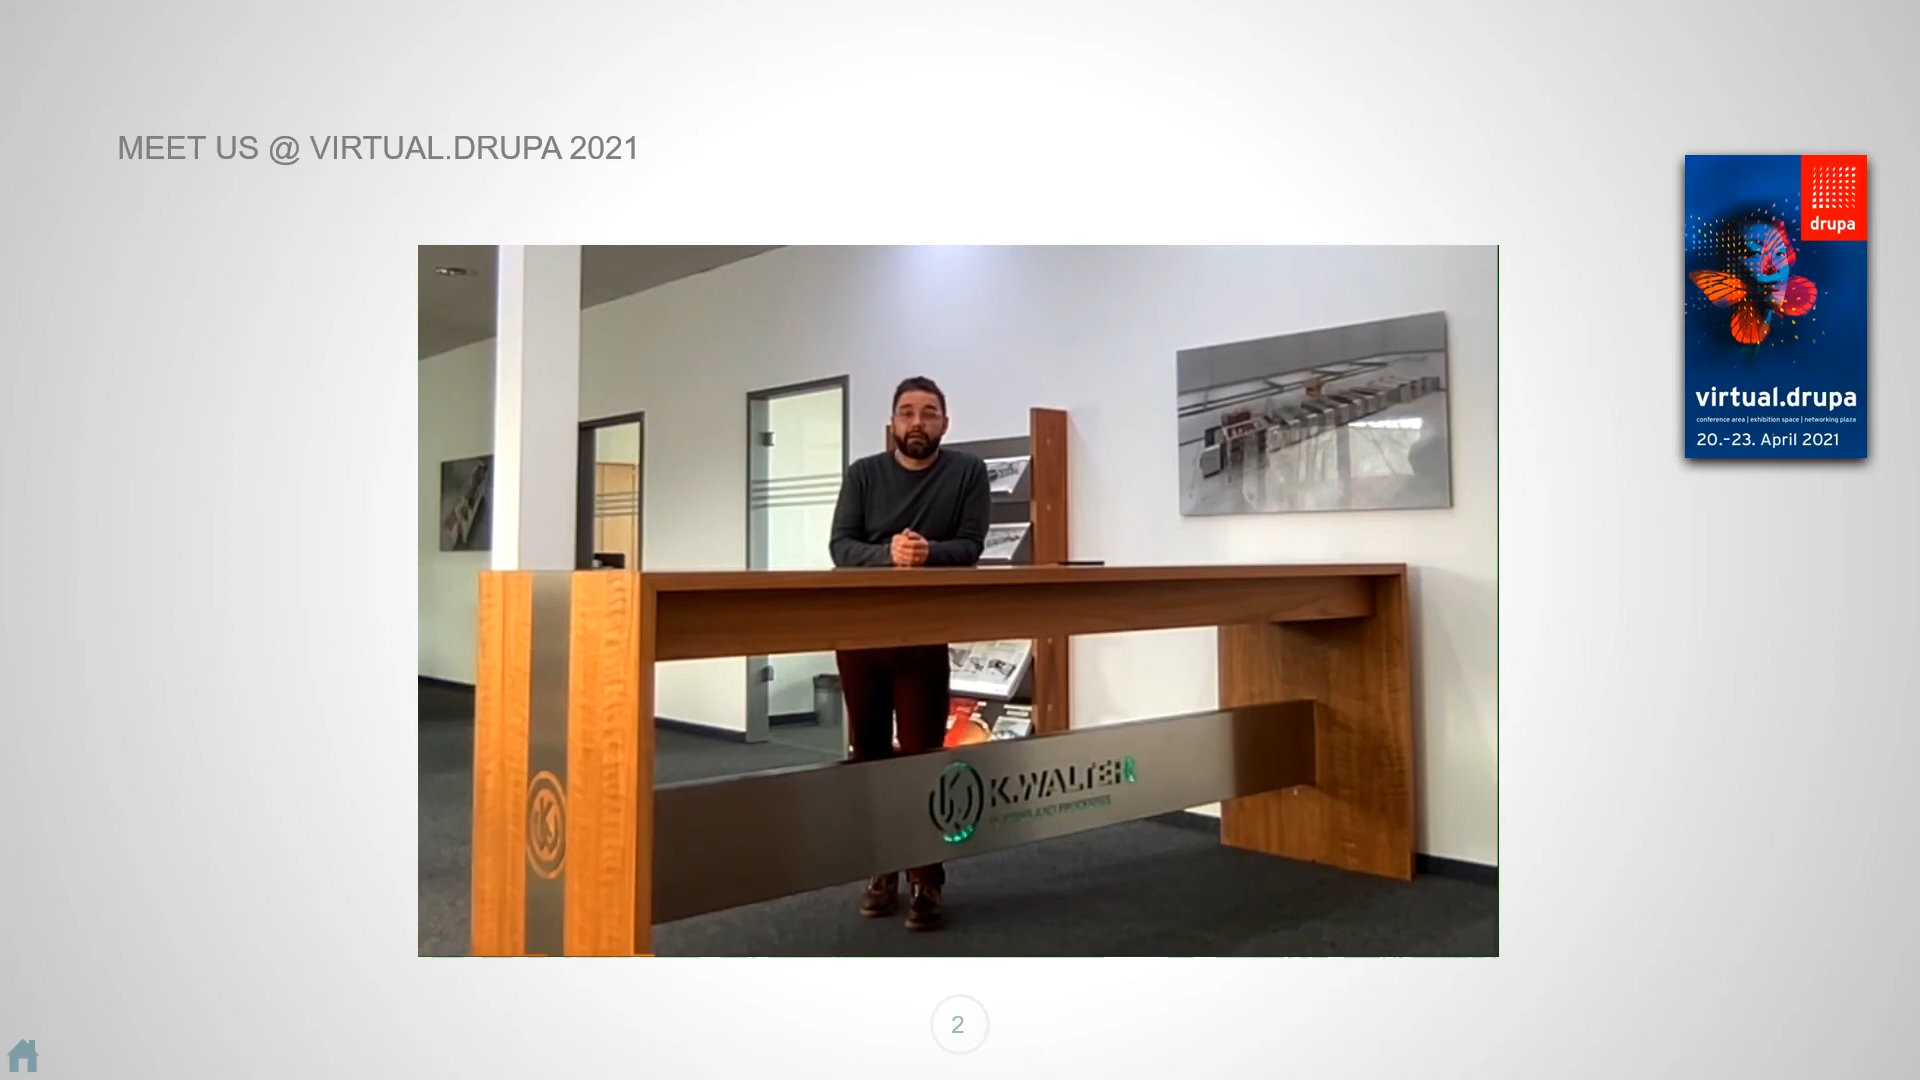 MEET US @ VIRTUAL.DRUPA 2021
drupa
virtual.drupa
conference area | exhibition space | networking plaza
20.-23. April 2021
K.WALTER
2